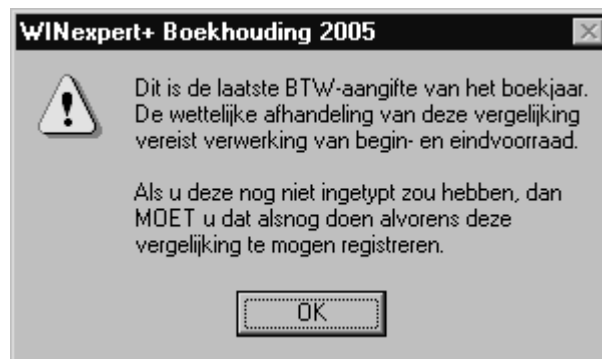 WINexpert+ Boekhouding 2005
Dit is de laatste BTW-aangifte van het boekjaar.
De wettelijke afhandeling van deze vergelijking
vereist verwerking van begin- en eindvoorraad.
Als u deze nog niet ingetypt zou hebben, dan
MOET u dat alsnog doen alvorens deze
vergelijking te mogen registreren.
OK